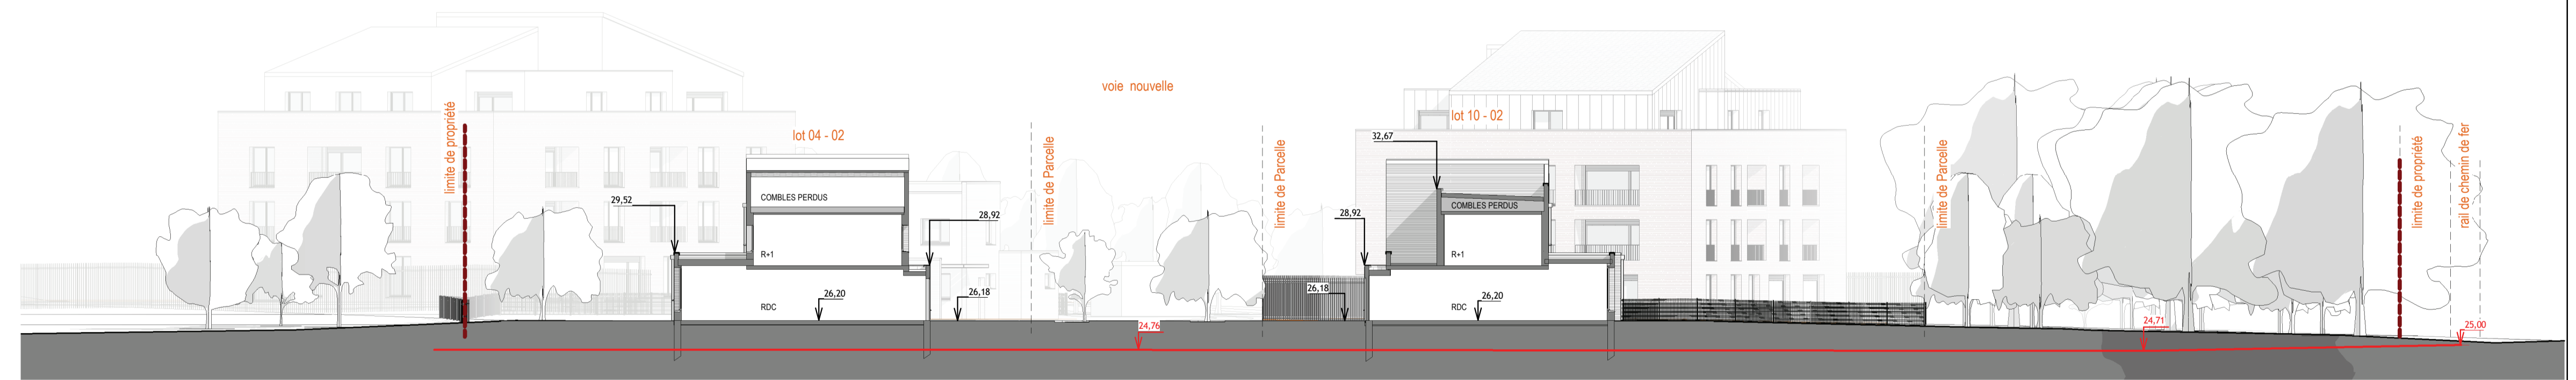 voie nouvelle
limite de propriété
lot 04 - 02
29,52
COMBLES PERDUS
28,92
R+1
RDC
26,20
26,18
limite de Parcelle
24,76
limite de Parcelle
lot 10 - 02
32,67
28,92
COMBLES PERDUS
R+1
26,18
RDC
26,20
limite de Parcelle
24,71
limite de propriété
rail de chemin de fer
25,00